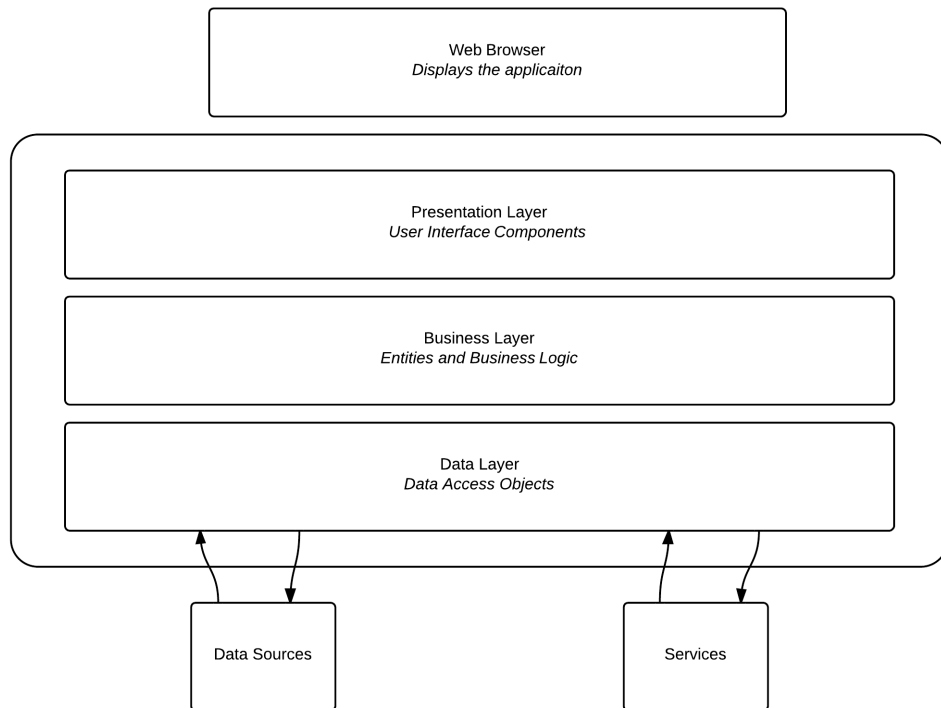 Web Browser
Displays the applicaiton
Presentation Layer
User Interface Components
Business Layer
Entities and Business Logic
Data Layer
Data Access Objects
Data Sources
Services